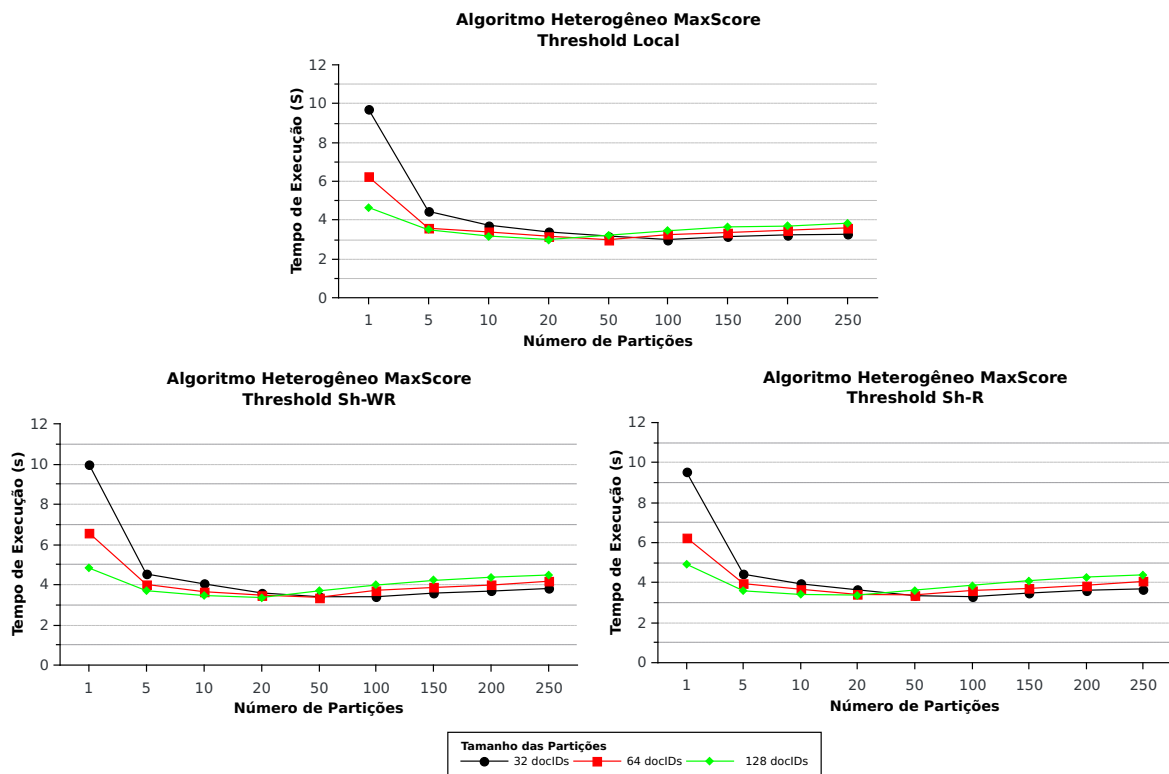 Algoritmo Heterogêneo MaxScore
Threshold Local
Tempo de Execução (S)
12
10
8
6
4
2
0
1 5 10 20 50 100 150 200 250
Número de Partições
Algoritmo Heterogêneo MaxScore
Threshold Sh-WR
Tempo de Execução (s)
12
10
8
6
4
2
0
1 5 10 20 50 100 150 200 250
Número de Partições
Algoritmo Heterogêneo MaxScore
Threshold Sh-R
Tempo de Execução (s)
12
10
8
6
4
2
0
1 5 10 20 50 100 150 200 250
Número de Partições
Tamanho das Partições
32 docIDs 64 docIDs 128 docIDs